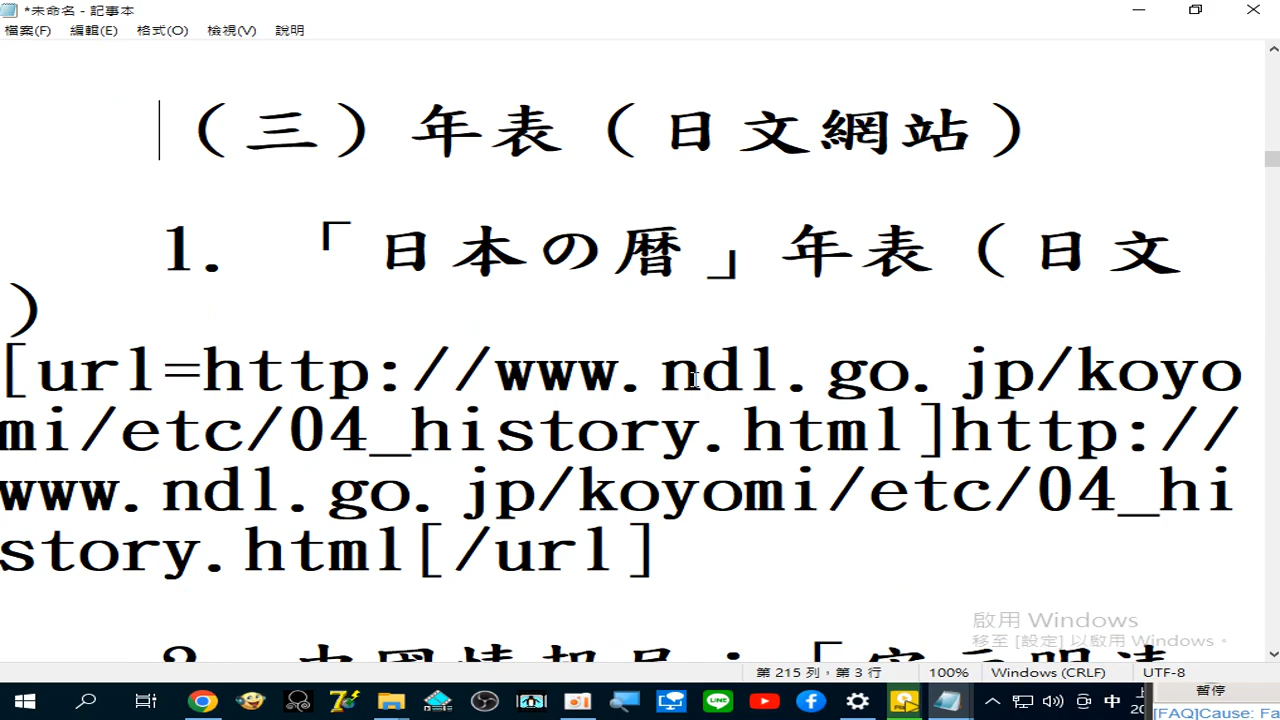 *未命名 - 記事本
檔案(F) 編輯(E) 格式(O) 檢視(V) 說明
（三）年表（日文網站）
1. 「日本の暦」年表（日文
）
[url=http://www.ndl.go.jp/koyo
mi/etc/04_history.html]http://
www.ndl.go.jp/koyomi/etc/04_hi
story.html[/url]
啟用 Windows
移至 [設定] 以啟用 Windows。
第 215 列，第 3 行 100% Windows (CRLF) UTF-8
中
暫停
[FAQ]Cause: Fa